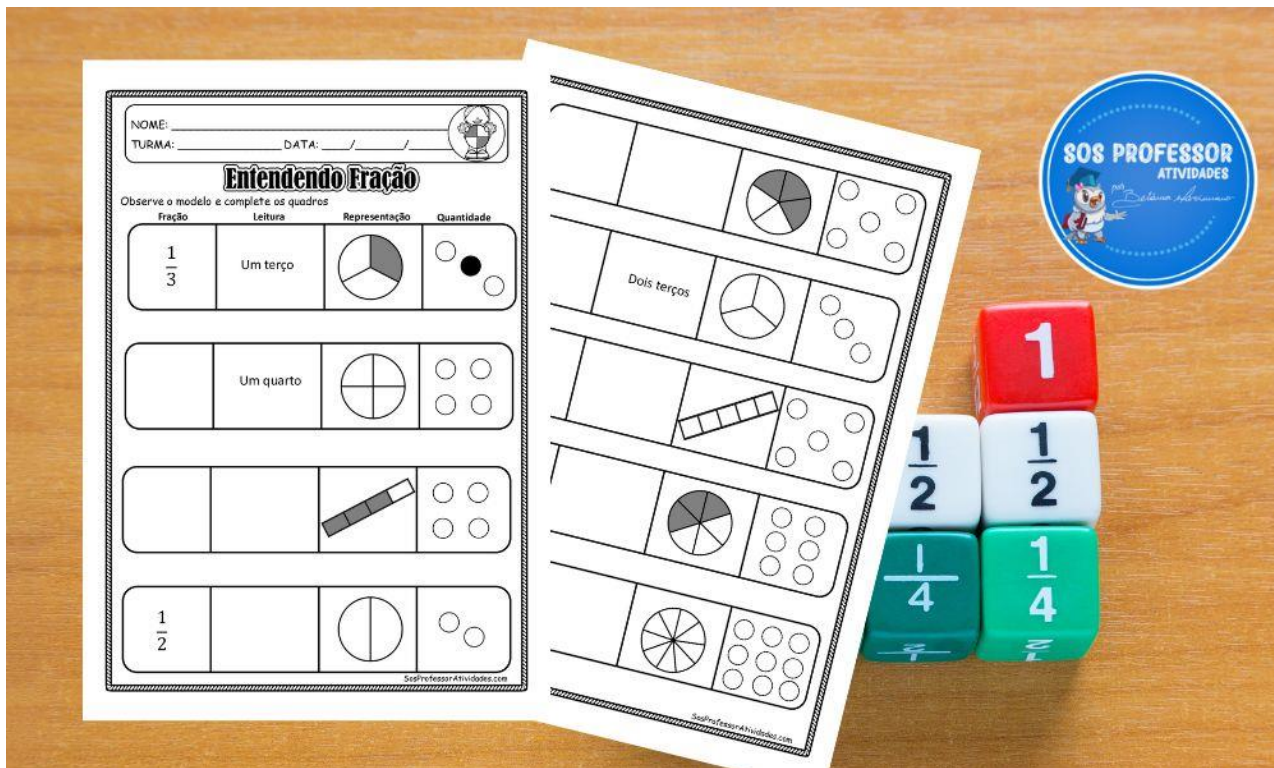 NOME:
TURMA: DATA: / /
Entendendo Fração
Observe o modelo e complete os quadros
Fração Leitura Representação Quantidade
1/3 Um terço
Um quarto
1/2
SosProfessorAtividades.com
Dois terços
SosProfessorAtividades.com
SOS PROFESSOR
ATIVIDADES
por
1
1/2 1/2
1/4 1/4